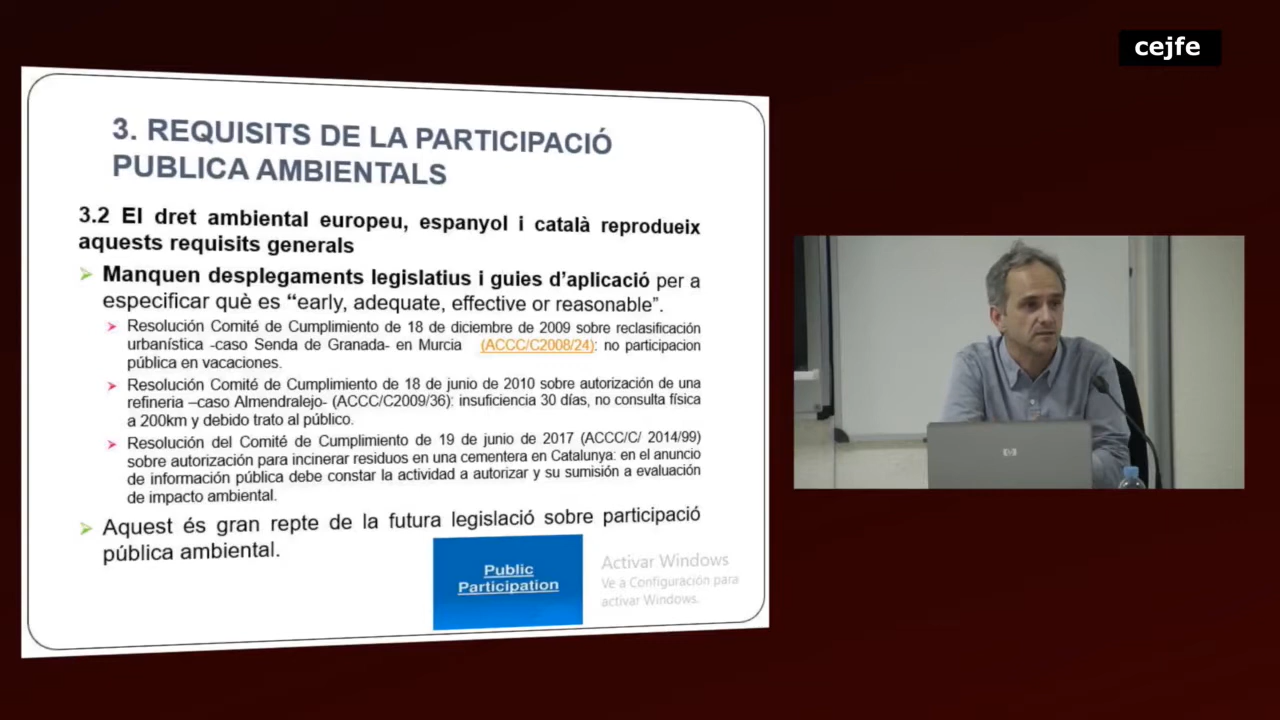 cejfe
3. REQUISITS DE LA PARTICIPACIÓ
PUBLICA AMBIENTALS
3.2 El dret ambiental europeu, espanyol i català reprodueix
aquests requisits generals
Manquen desplegaments legislatius i guies d'aplicació per a
especificar què es “early, adequate, effective or reasonable”.
Resolución Comité de Cumplimiento de 18 de diciembre de 2009 sobre reclasificación
urbanística -caso Senda de Granada- en Murcia (ACCC/C2008/24): no participacion
pública en vacaciones.
Resolución Comité de Cumplimiento de 18 de junio de 2010 sobre autorización de una
refineria –caso Almendralejo- (ACCC/C2009/36): insuficiencia 30 días, no consulta física
a 200km y debido trato al público.
Resolución del Comité de Cumplimiento de 19 de junio de 2017 (ACCC/C/ 2014/99)
sobre autorización para incinerar residuos en una cementera en Catalunya: en el anuncio
de información pública debe constar la actividad a autorizar y su sumisión a evaluación
de impacto ambiental.
Aquest és gran repte de la futura legislació sobre participació
pública ambiental.
Public
Participation
Activar Windows
Ve a Configuración para
activar Windows.
hp